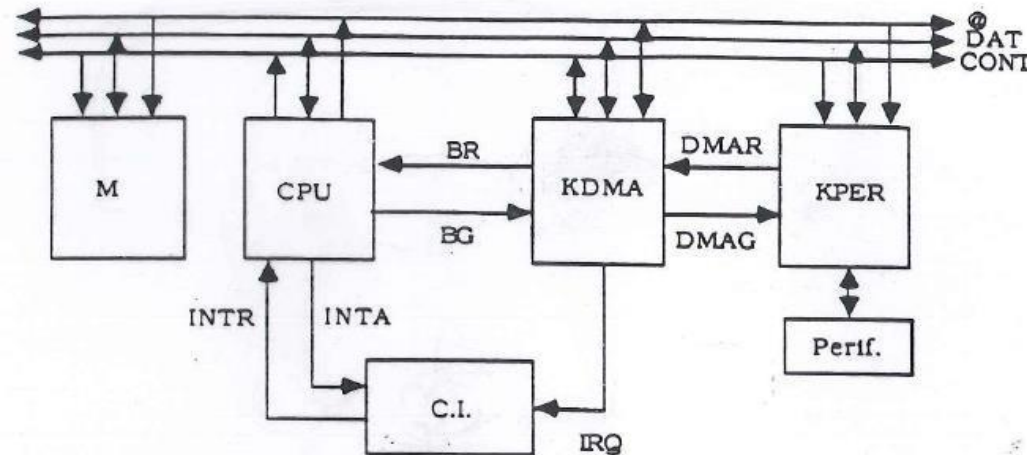 @
DAT
CONT
BR
DMAR
M
CPU
KDMA
KPER
BG
DMAG
INTR
INTA
Perif.
C.I.
IRQ